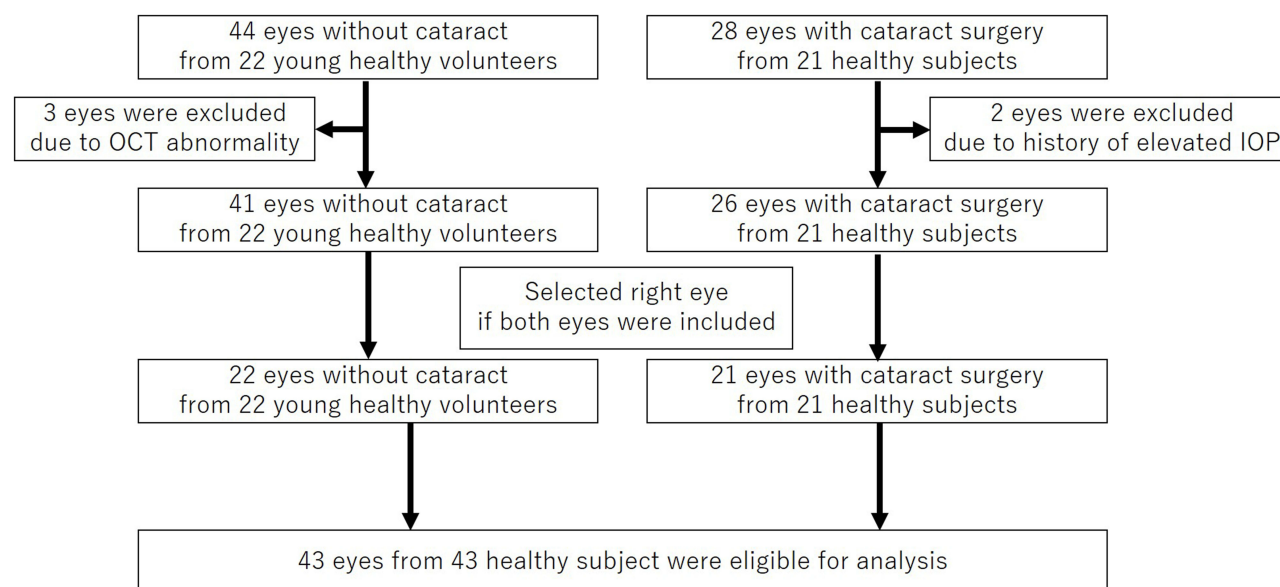 44 eyes without cataract
from 22 young healthy volunteers
28 eyes with cataract surgery
from 21 healthy subjects
3 eyes were excluded
due to OCT abnormality
2 eyes were excluded
due to history of elevated IOP
41 eyes without cataract
from 22 young healthy volunteers
26 eyes with cataract surgery
from 21 healthy subjects
Selected right eye
if both eyes were included
22 eyes without cataract
from 22 young healthy volunteers
21 eyes with cataract surgery
from 21 healthy subjects
43 eyes from 43 healthy subject were eligible for analysis